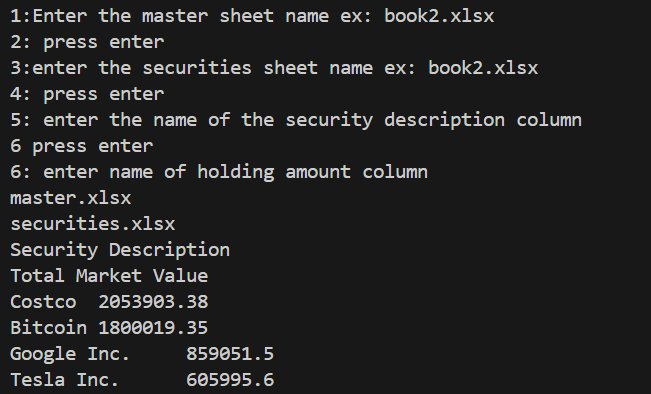 1:Enter the master sheet name ex: book2.xlsx
2: press enter
3:enter the securities sheet name ex: book2.xlsx
4: press enter
5: enter the name of the security description column
6 press enter
6: enter name of holding amount column
master.xlsx
securities.xlsx
Security Description
Total Market Value
Costco  2053903.38
Bitcoin 1800019.35
Google Inc.     859051.5
Tesla Inc.      605995.6